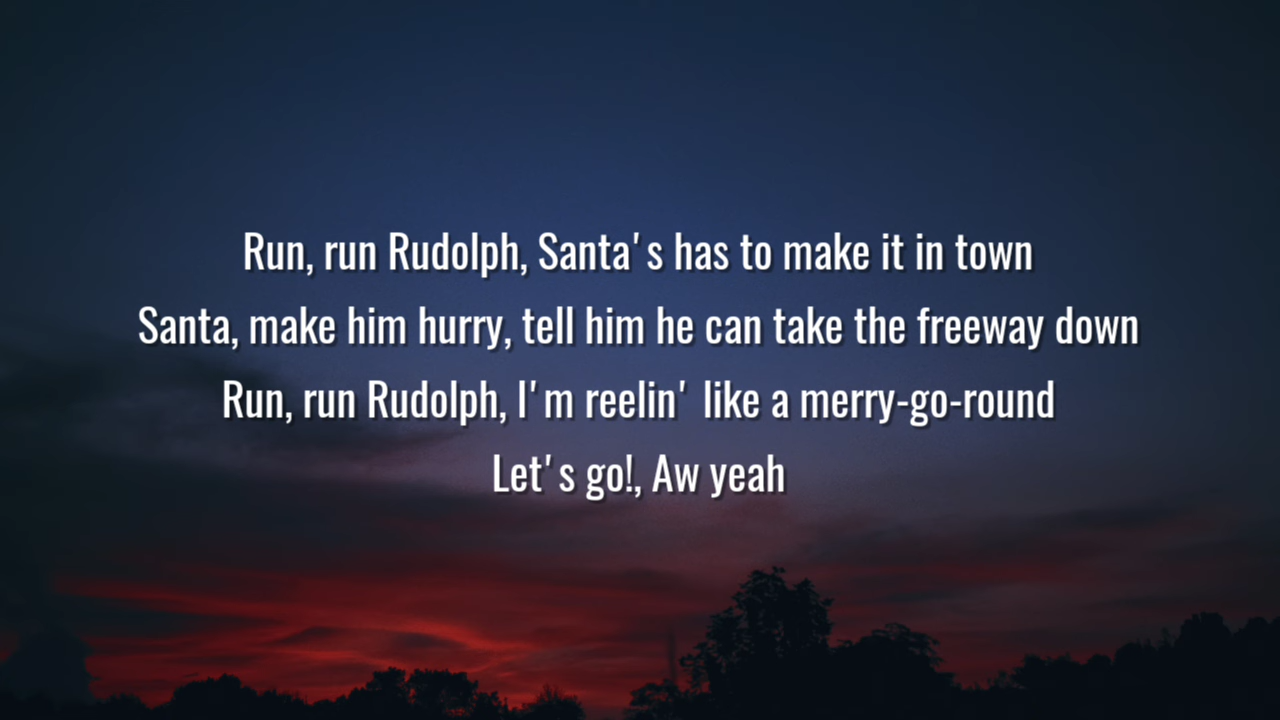 Run, run Rudolph, Santa's has to make it in town
Santa, make him hurry, tell him he can take the freeway down
Run, run Rudolph, I'm reelin' like a merry-go-round
Let's go!, Aw yeah